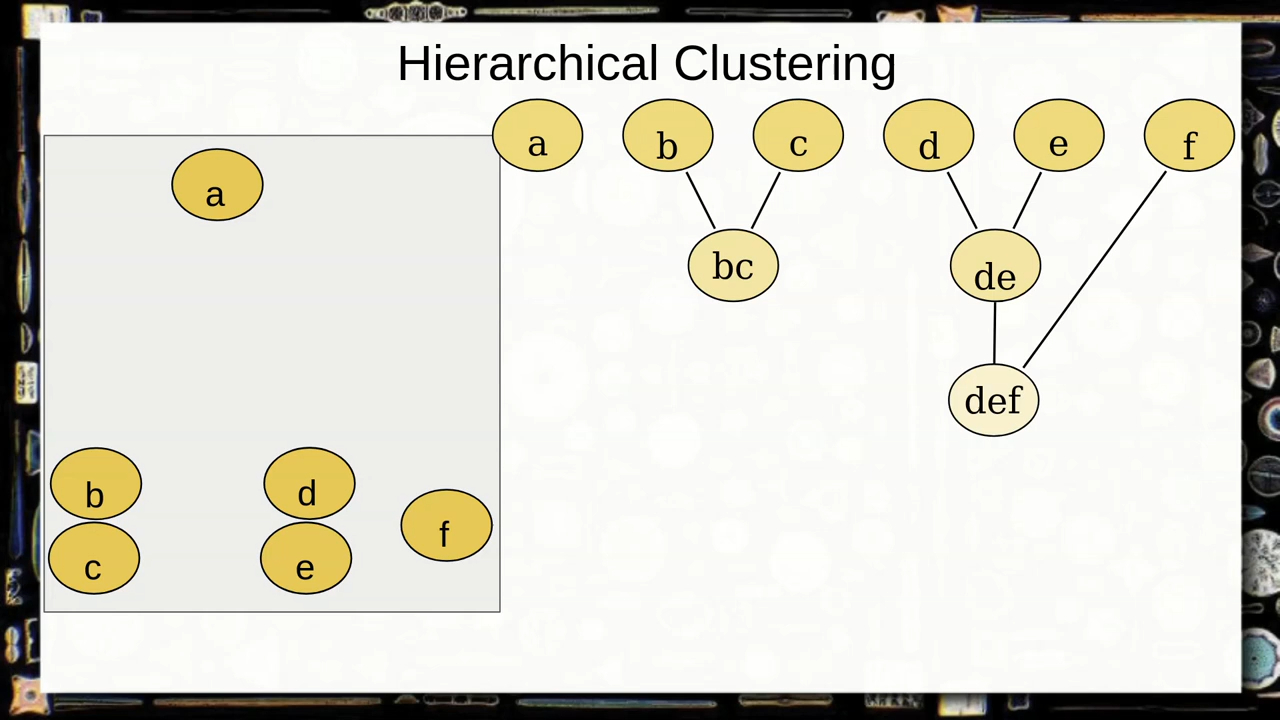 Hierarchical Clustering
a b c d e f
bc de
def
a
b d
f
c e